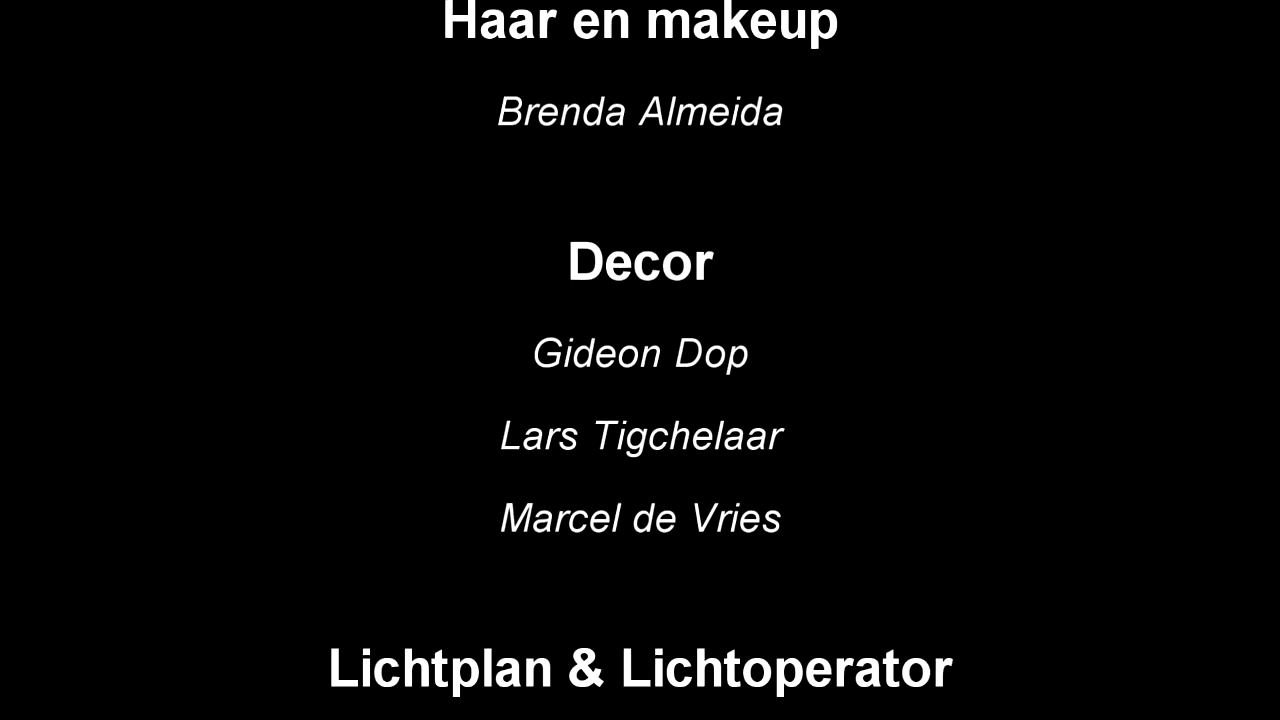 Haar en makeup
Brenda Almeida
Decor
Gideon Dop
Lars Tigchelaar
Marcel de Vries
Lichtplan & Lichtoperator